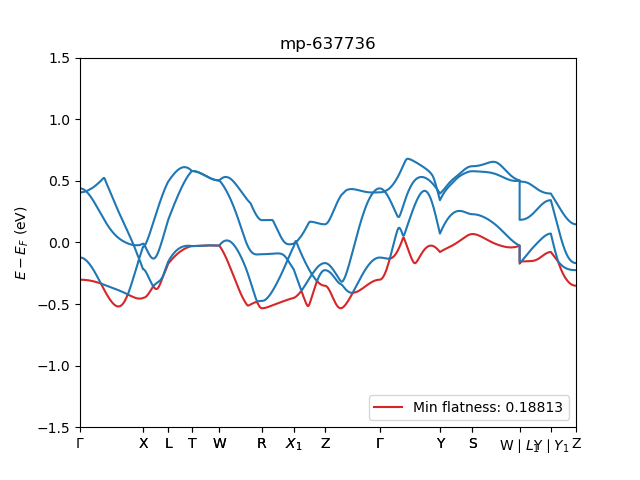 mp-637736
1.5
1.0
0.5
0.0
−0.5
−1.0
−1.5
E − E_F (eV)
Min flatness: 0.18813
Γ X L T W R X₁ Z Γ Y S W | L₁ Y | Y₁ Z